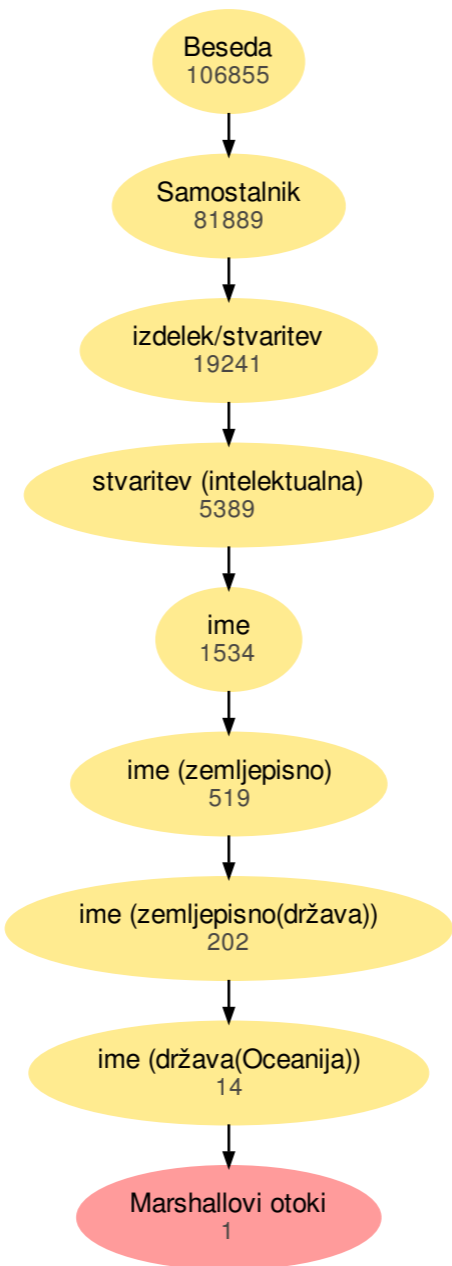 Beseda
106855
Samostalnik
81889
izdelek/stvaritev
19241
stvaritev (intelektualna)
5389
ime
1534
ime (zemljepisno)
519
ime (zemljepisno(država))
202
ime (država(Oceanija))
14
Marshallovi otoki
1